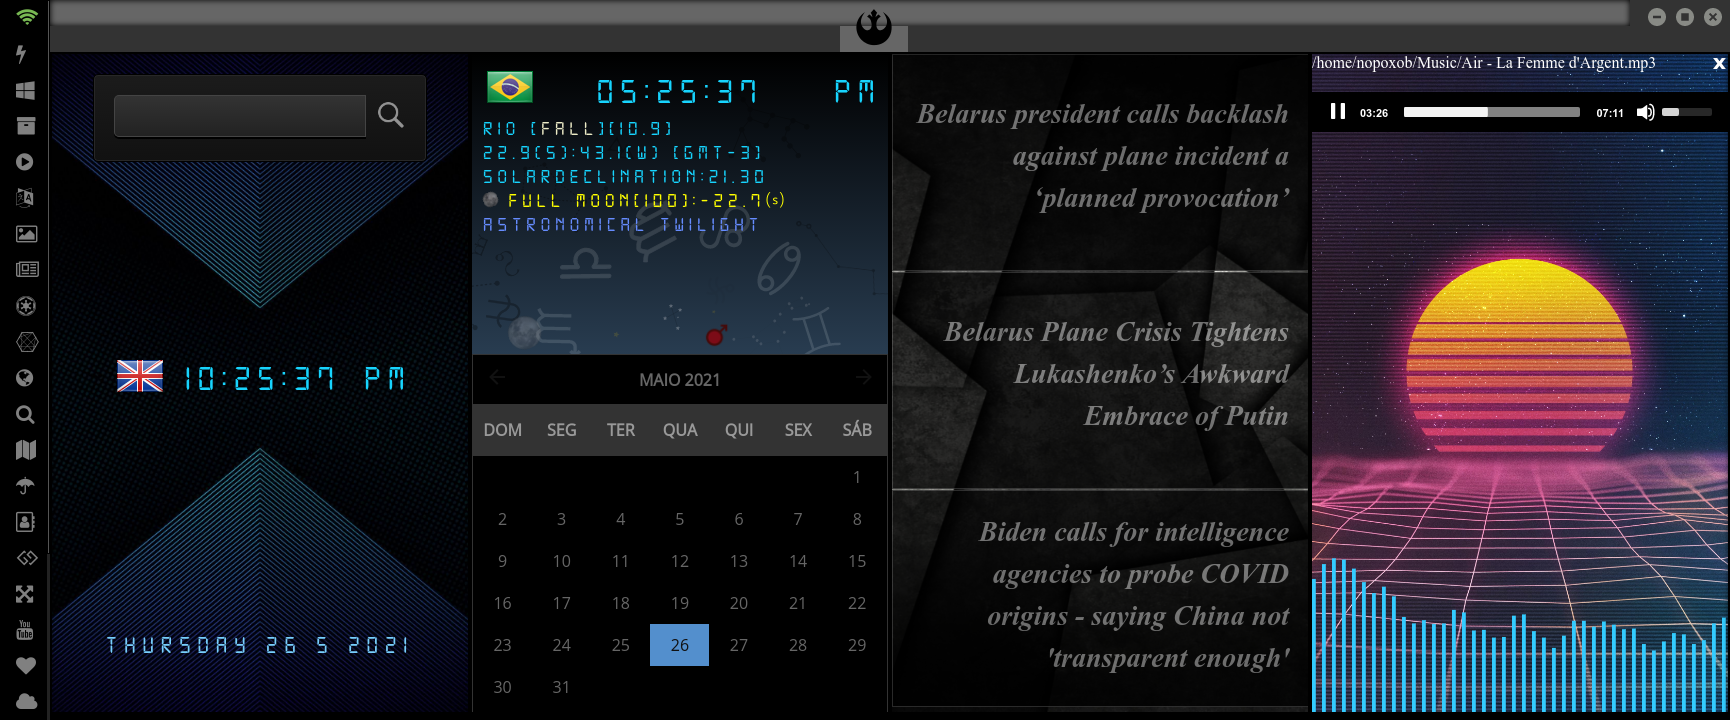 10:25:37 PM
THURSDAY 26 5 2021
05:25:37 PM
RIO (FALL)(10.9)
22.9(S):43.1(W) (GMT-3)
SOLARDECLINATION:21.30
FULL MOON(100):-22.7(s)
ASTRONOMICAL TWILIGHT
MAIO 2021
DOM SEG TER QUA QUI SEX SÁB
1
2 3 4 5 6 7 8
9 10 11 12 13 14 15
16 17 18 19 20 21 22
23 24 25 26 27 28 29
30 31
Belarus president calls backlash
against plane incident a
‘planned provocation’
Belarus Plane Crisis Tightens
Lukashenko’s Awkward
Embrace of Putin
Biden calls for intelligence
agencies to probe COVID
origins - saying China not
'transparent enough'
/home/nopoxob/Music/Air - La Femme d'Argent.mp3 x
03:26 07:11
You
Tube